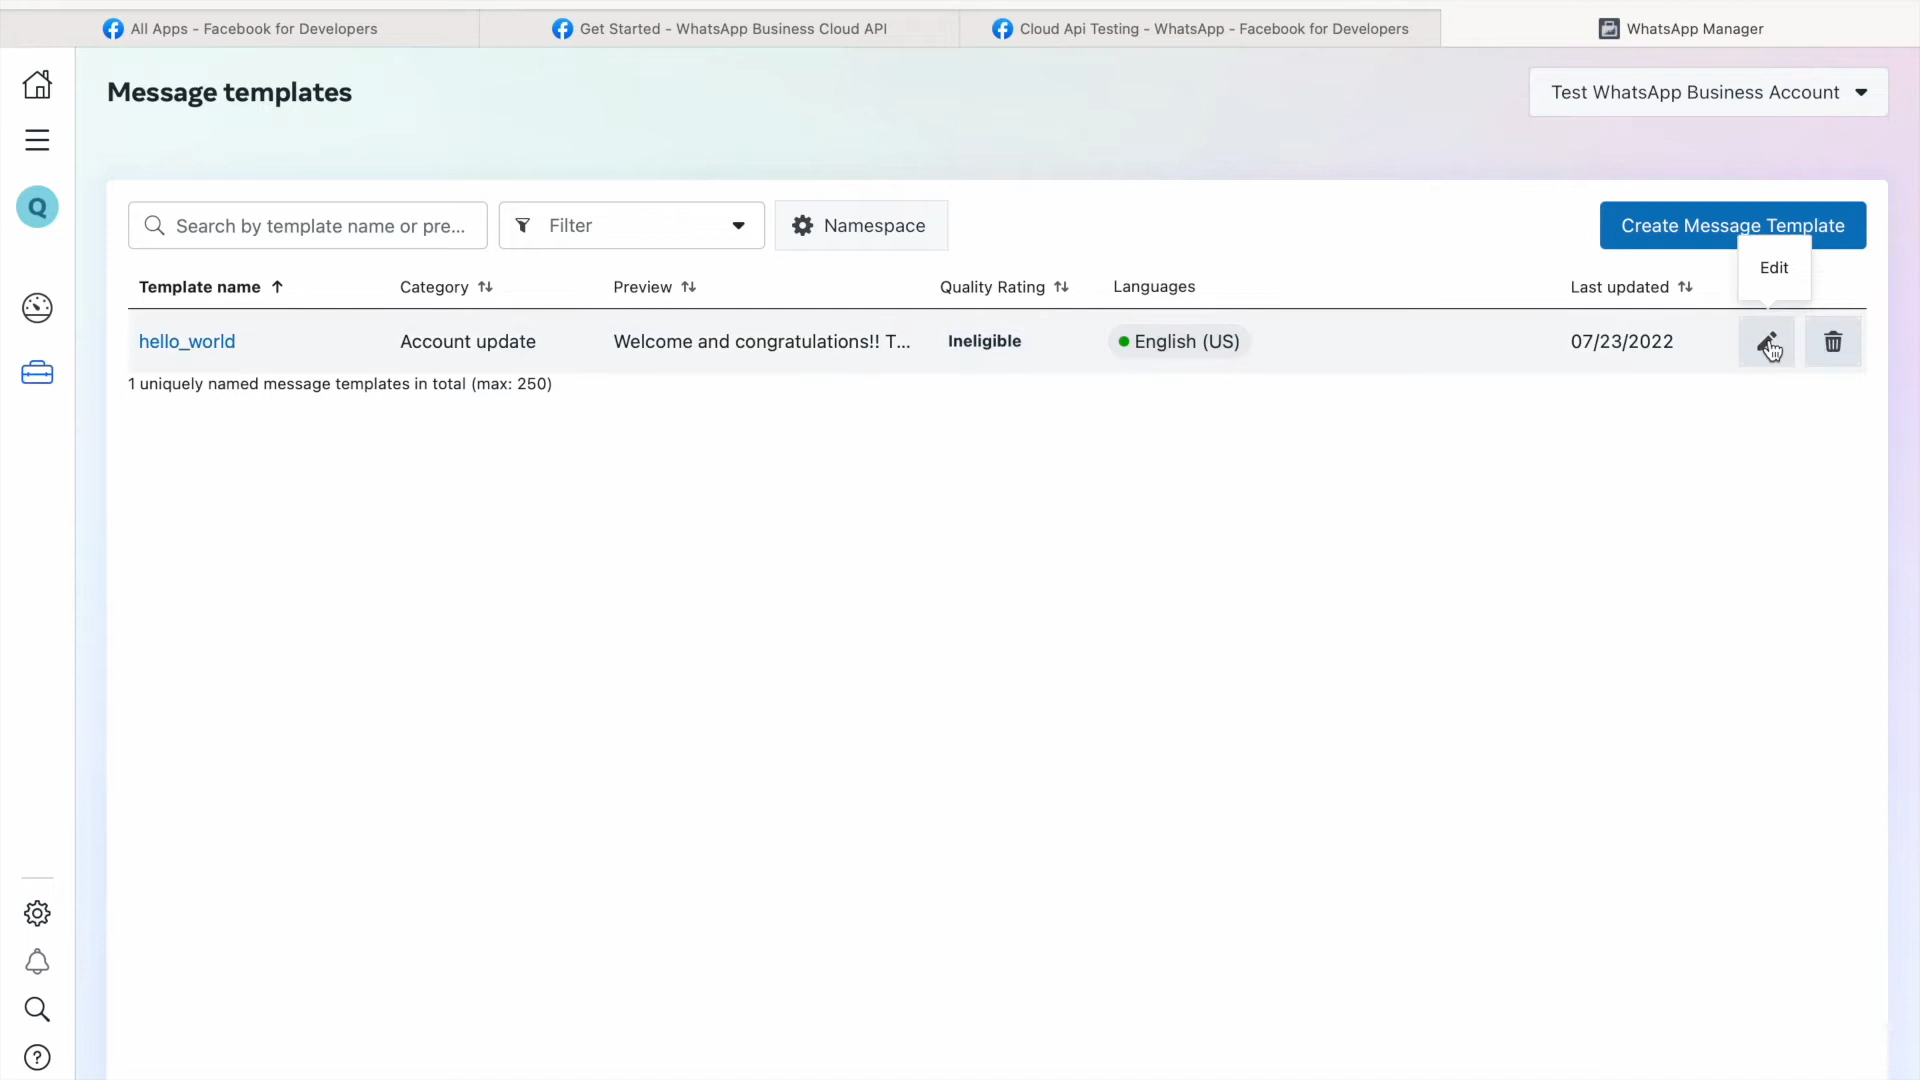 All Apps - Facebook for Developers
Get Started - WhatsApp Business Cloud API
Cloud Api Testing - WhatsApp - Facebook for Developers
WhatsApp Manager
Message templates
Test WhatsApp Business Account
Q
Search by template name or pre...
Filter
Namespace
Create Message Template
Edit
Template name
Category
Preview
Quality Rating
Languages
Last updated
hello_world
Account update
Welcome and congratulations!! T...
Ineligible
English (US)
07/23/2022
1 uniquely named message templates in total (max: 250)